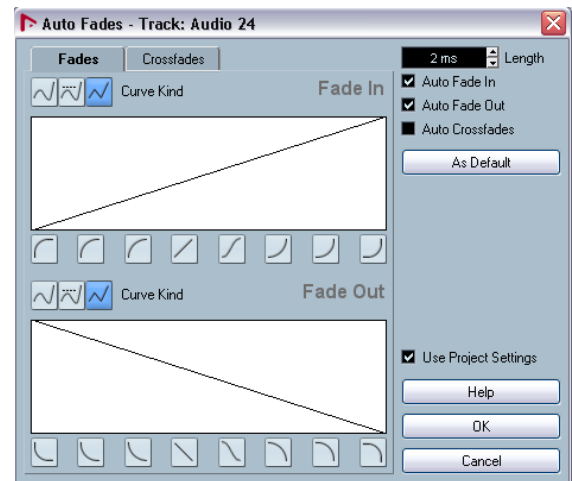 Auto Fades - Track: Audio 24
Fades
Crossfades
2 ms
Length
Curve Kind
Fade In
Auto Fade In
Auto Fade Out
Auto Crossfades
As Default
Curve Kind
Fade Out
Use Project Settings
Help
OK
Cancel